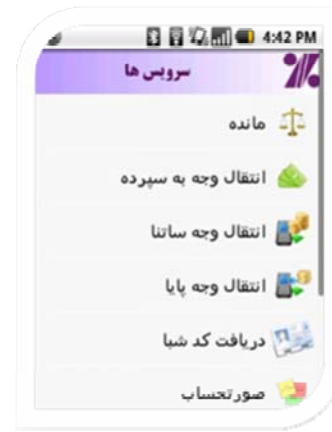 4:42 PM
سرویس ها
مانده
انتقال وجه به سپرده
انتقال وجه ساتنا
انتقال وجه پایا
دریافت کد شبا
صورتحساب